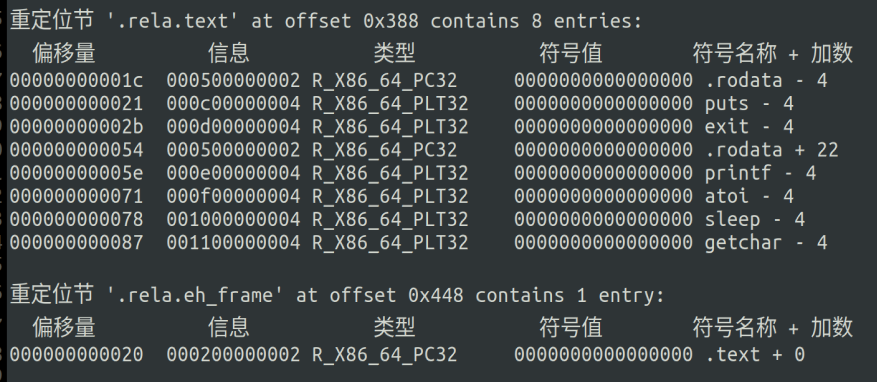 重定位节 '.rela.text' at offset 0x388 contains 8 entries:
偏移量 信息 类型 符号值 符号名称 + 加数
00000000001c 000500000002 R_X86_64_PC32 0000000000000000 .rodata - 4
000000000021 000c00000004 R_X86_64_PLT32 0000000000000000 puts - 4
00000000002b 000d00000004 R_X86_64_PLT32 0000000000000000 exit - 4
000000000054 000500000002 R_X86_64_PC32 0000000000000000 .rodata + 22
00000000005e 000e00000004 R_X86_64_PLT32 0000000000000000 printf - 4
000000000071 000f00000004 R_X86_64_PLT32 0000000000000000 atoi - 4
000000000078 001000000004 R_X86_64_PLT32 0000000000000000 sleep - 4
000000000087 001100000004 R_X86_64_PLT32 0000000000000000 getchar - 4
重定位节 '.rela.eh_frame' at offset 0x448 contains 1 entry:
偏移量 信息 类型 符号值 符号名称 + 加数
000000000020 000200000002 R_X86_64_PC32 0000000000000000 .text + 0